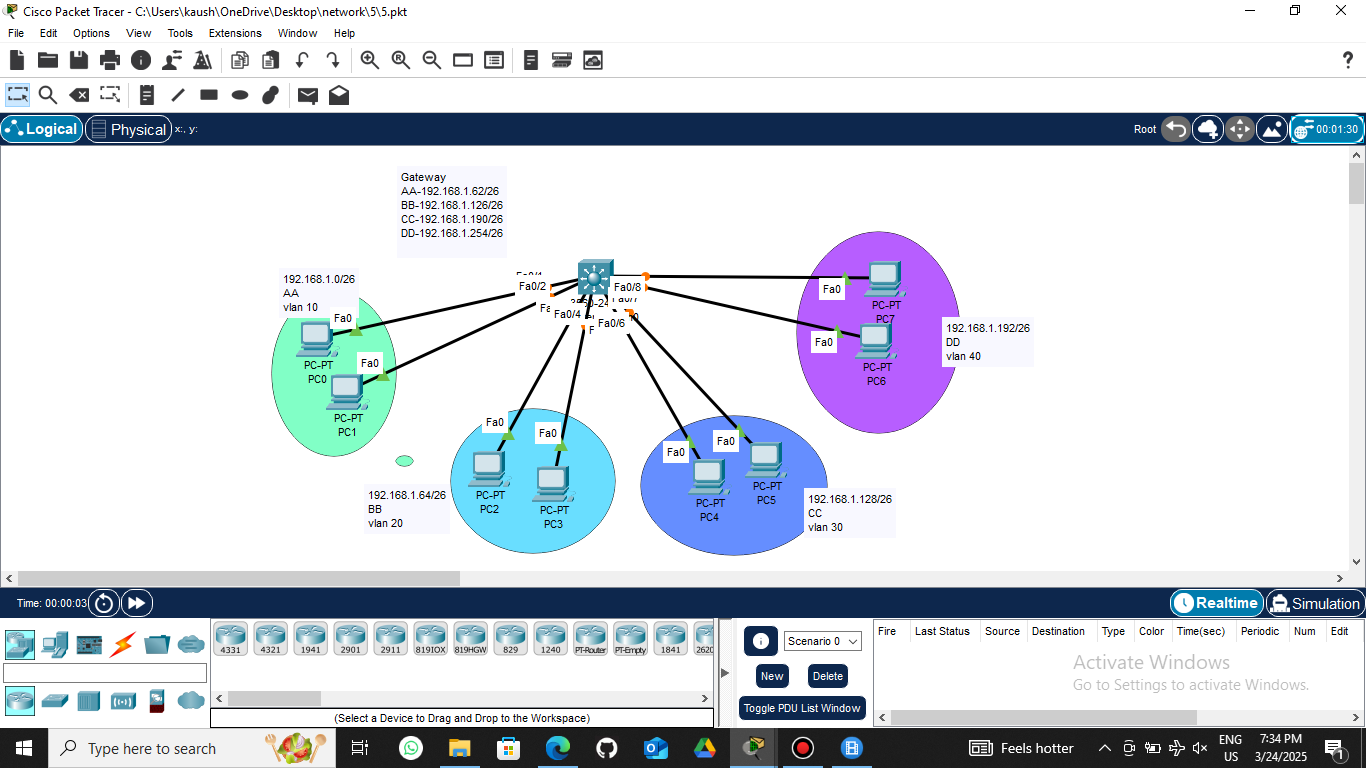 Cisco Packet Tracer - C:\Users\kaush\OneDrive\Desktop\network\5\5.pkt
File Edit Options View Tools Extensions Window Help
Logical Physical x:, y: Root 00:01:30
Gateway
AA-192.168.1.62/26
BB-192.168.1.126/26
CC-192.168.1.190/26
DD-192.168.1.254/26
192.168.1.0/26
AA
vlan 10
Fa0
PC-PT
PC0
Fa0
PC-PT
PC1
Fa0/2
Fa0/8
Fa0/4
Fa0/6
Fa0
PC-PT
PC7
Fa0
PC-PT
PC6
192.168.1.192/26
DD
vlan 40
Fa0
PC-PT
PC2
Fa0
PC-PT
PC3
192.168.1.64/26
BB
vlan 20
Fa0
PC-PT
PC4
Fa0
PC-PT
PC5
192.168.1.128/26
CC
vlan 30
Time: 00:00:03 Realtime Simulation
4331 4321 1941 2901 2911 819IOX 819HGW 829 1240 PT-Router PT-Empty 1841 2620
(Select a Device to Drag and Drop to the Workspace)
Scenario 0
New Delete
Toggle PDU List Window
Fire Last Status Source Destination Type Color Time(sec) Periodic Num Edit
Activate Windows
Go to Settings to activate Windows.
Type here to search
Feels hotter
ENG
US
7:34 PM
3/24/2025
1